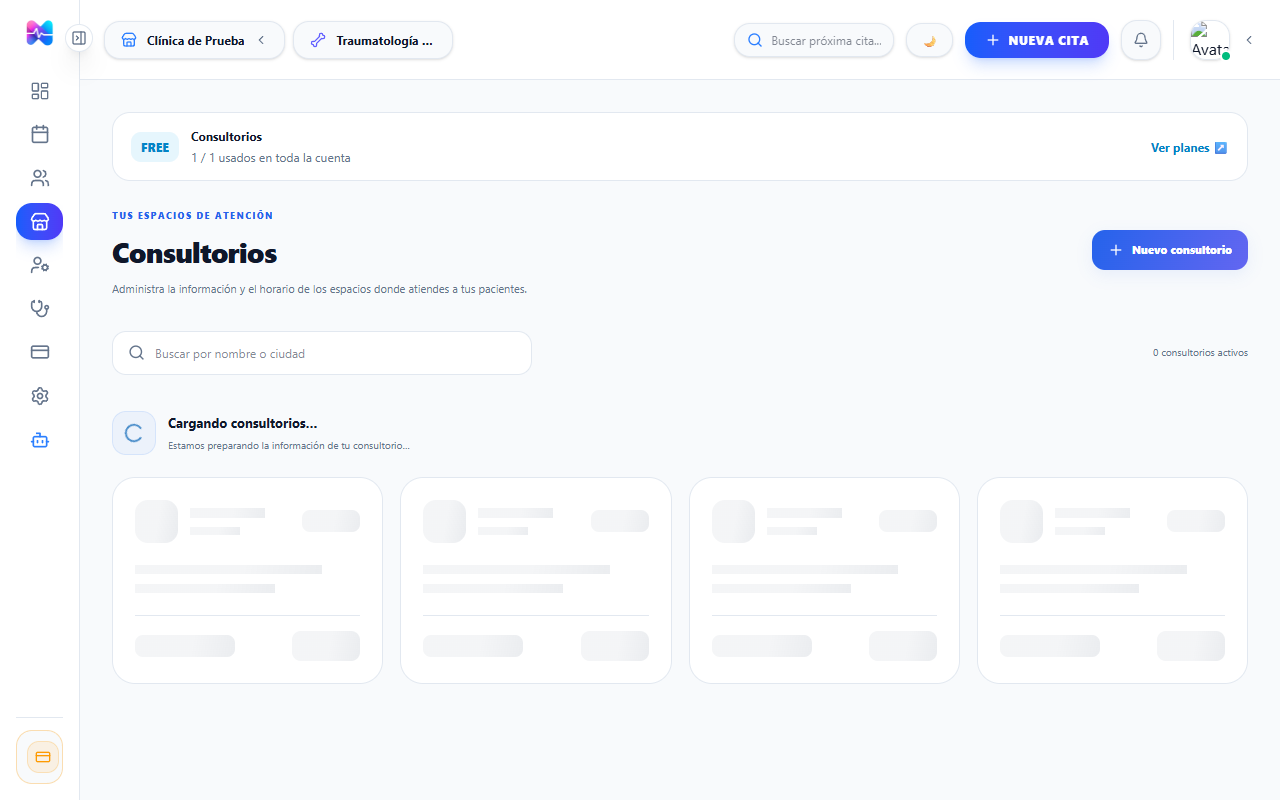 Clínica de Prueba
Traumatología ...
Buscar próxima cita...
NUEVA CITA
Avata
FREE
Consultorios
1 / 1 usados en toda la cuenta
Ver planes
TUS ESPACIOS DE ATENCIÓN
Consultorios
Nuevo consultorio
Administra la información y el horario de los espacios donde atiendes a tus pacientes.
Buscar por nombre o ciudad
0 consultorios activos
Cargando consultorios...
Estamos preparando la información de tu consultorio...